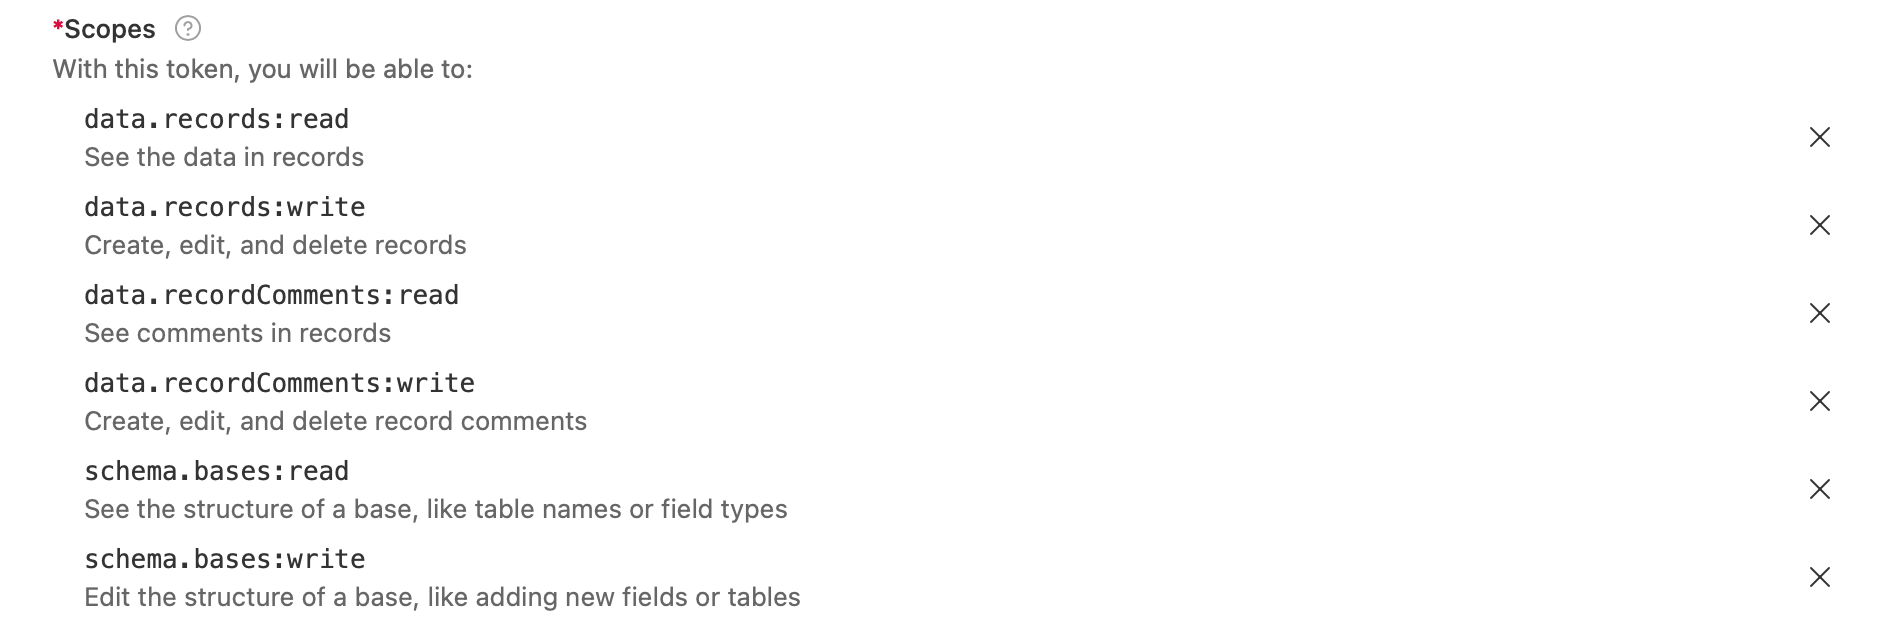 *Scopes ?
With this token, you will be able to:
data.records:read
See the data in records
data.records:write
Create, edit, and delete records
data.recordComments:read
See comments in records
data.recordComments:write
Create, edit, and delete record comments
schema.bases:read
See the structure of a base, like table names or field types
schema.bases:write
Edit the structure of a base, like adding new fields or tables